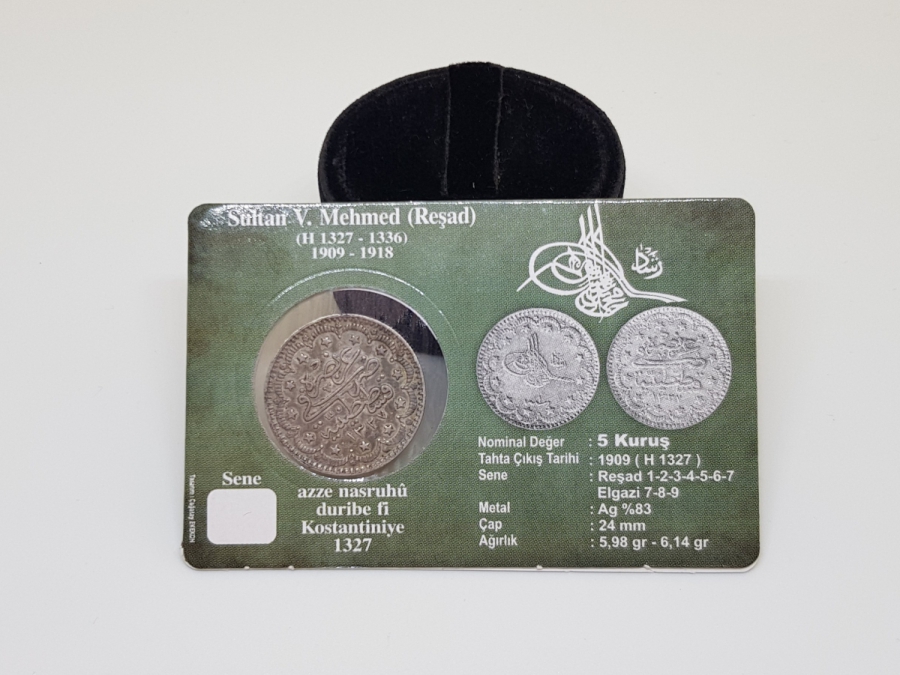 Sultan V. Mehmed (Reşad)
(H 1327 - 1336)
1909 - 1918
رشاد
Sene
azze nasruhû
duribe fi
Kostantiniye
1327
Nominal Değer : 5 Kuruş
Tahta Çıkış Tarihi : 1909 ( H 1327 )
Sene : Reşad 1-2-3-4-5-6-7
Elgazi 7-8-9
Metal : Ag %83
Çap : 24 mm
Ağırlık : 5,98 gr - 6,14 gr